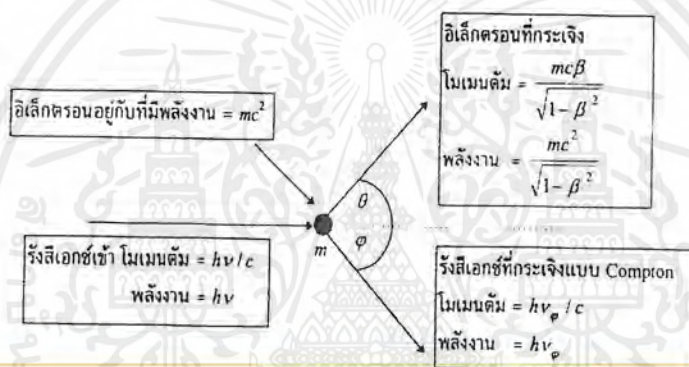 อิเล็กตรอนที่กระเจิง
โมเมนตัม = mcβ / √1-β²
พลังงาน = mc² / √1-β²
อิเล็กตรอนอยู่กับที่มีพลังงาน = mc²
θ
φ
m
รังสีเอกซ์เข้า โมเมนตัม = hν/c
พลังงาน = hν
รังสีเอกซ์ที่กระเจิงแบบ Compton
โมเมนตัม = hνφ / c
พลังงาน = hνφ